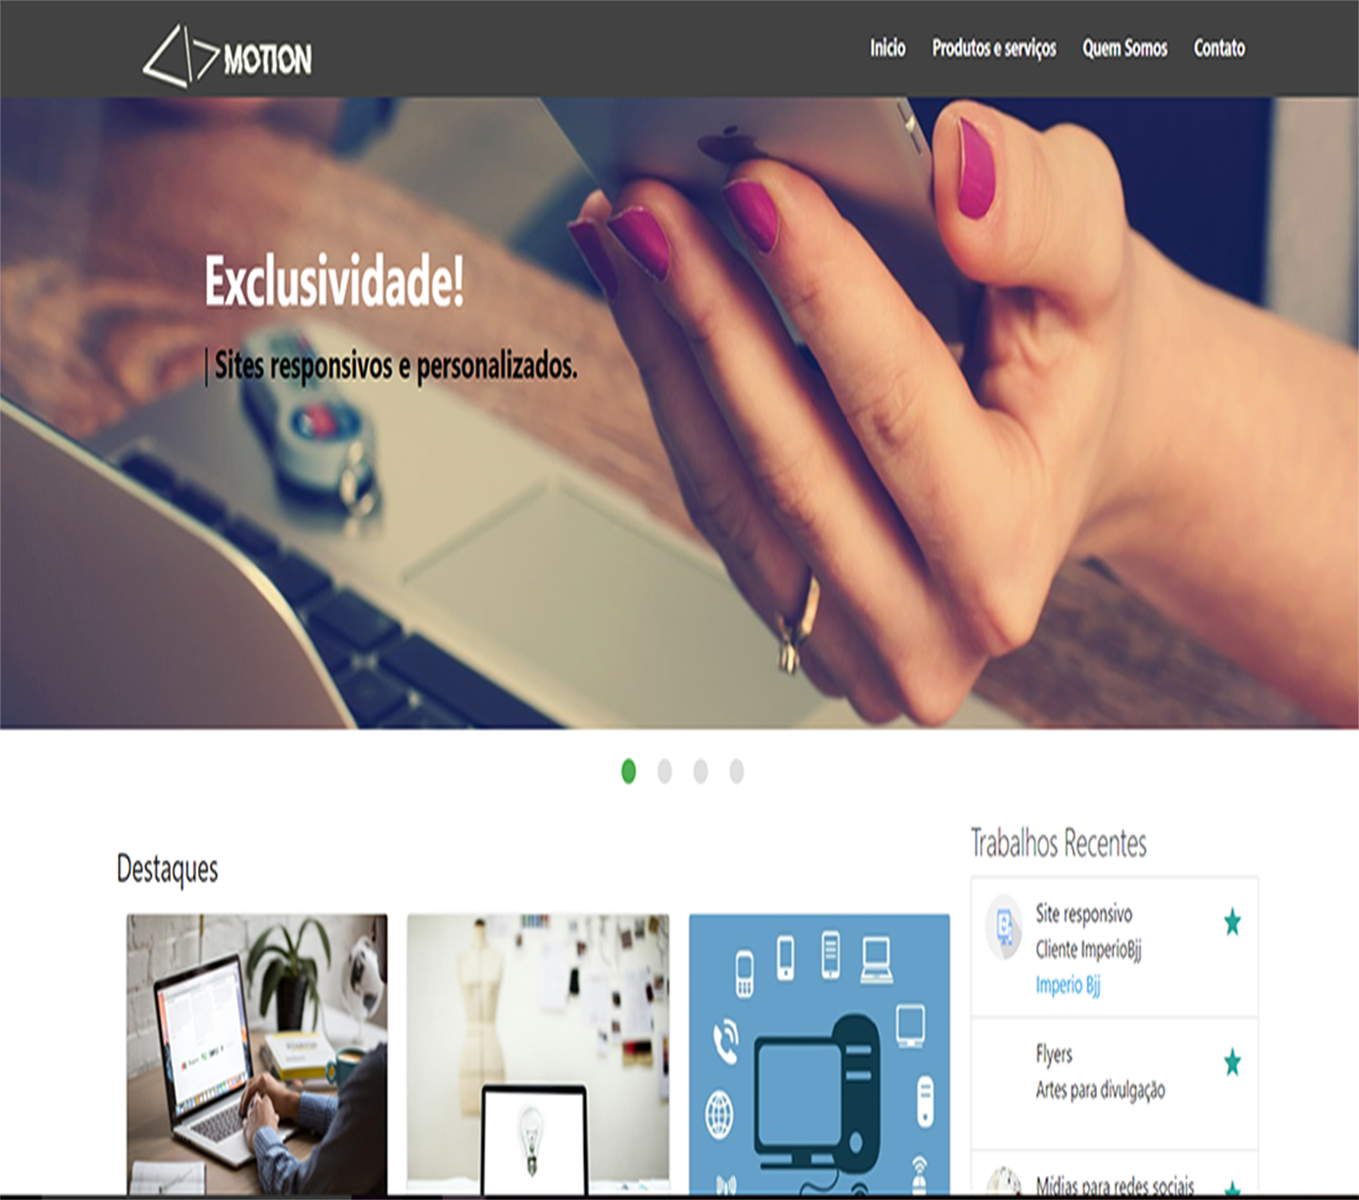 MOTION
Inicio
Produtos e serviços
Quem Somos
Contato
Exclusividade!
Sites responsivos e personalizados.
Destaques
Trabalhos Recentes
Site responsivo
Cliente ImperioBjj
Imperio Bjj
Flyers
Artes para divulgação
Mídias para redes sociais